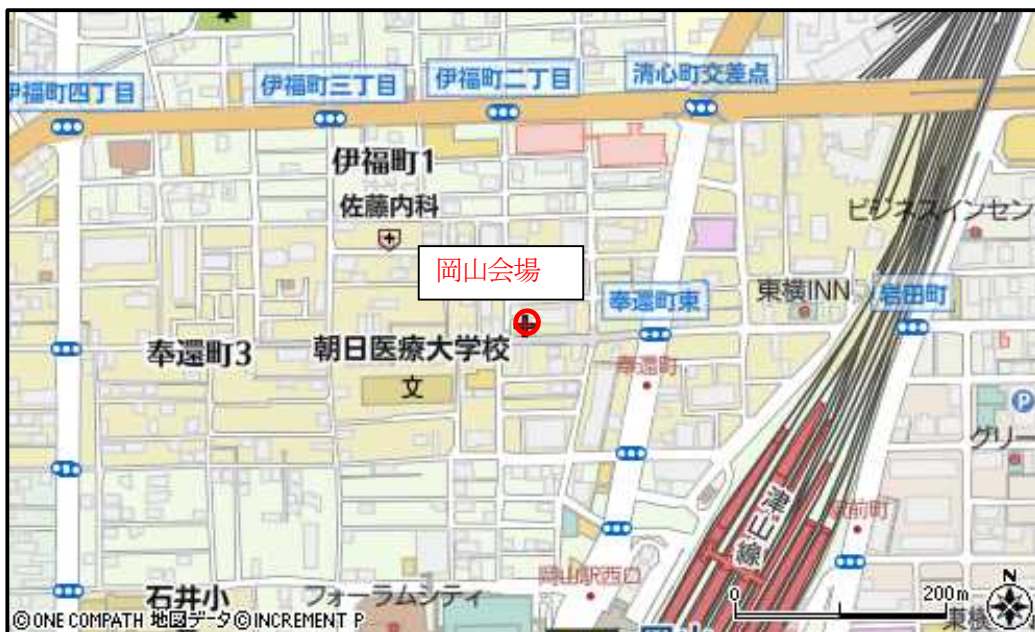 伊福町四丁目
伊福町三丁目
伊福町二丁目
清心町交差点
伊福町1
佐藤内科
ビジネスインセン
岡山会場
奉還町東
東横INN
岩田町
奉還町3
朝日医療大学校
文
奉還町
P
グリー
津山線
駅前町
岡山駅西口
石井小
フォーラムシティ
0
200m
N
東横
©ONE COMPATH 地図データ©INCREMENT P